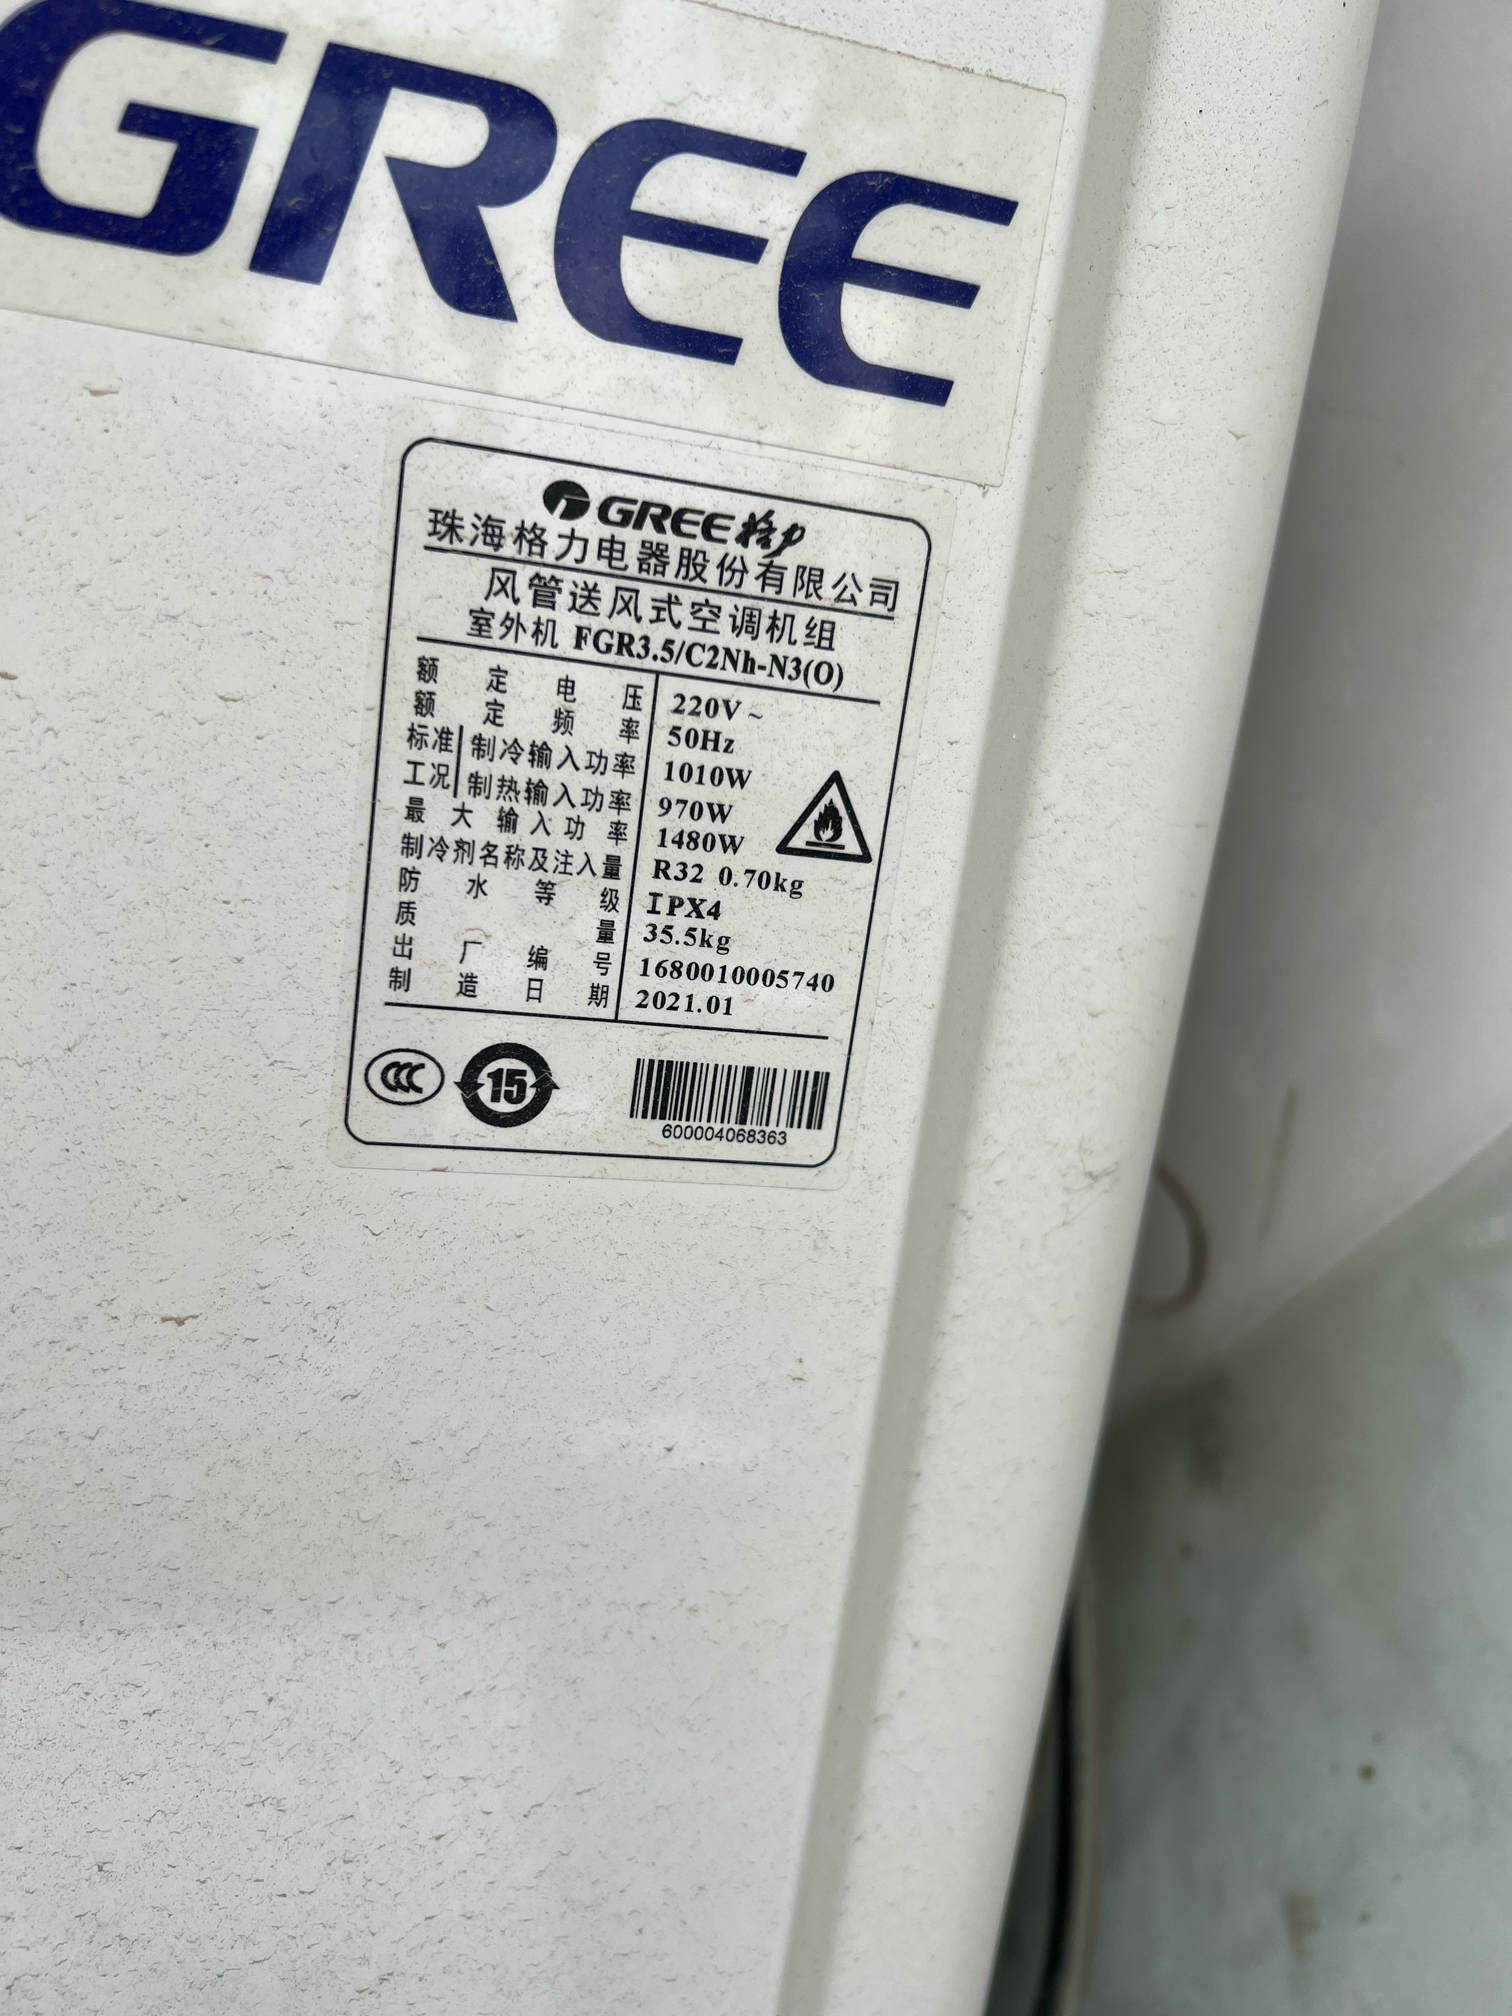 GREE
GREE格力
珠海格力电器股份有限公司
风管送风式空调机组
室外机 FGR3.5/C2Nh-N3(O)
额定电压 220V~
额定频率 50Hz
标准工况 制冷输入功率 1010W
制热输入功率 970W
最大输入功率 1480W
制冷剂名称及注入量 R32 0.70kg
防水等级 IPX4
质量 35.5kg
出厂编号 1680010005740
制造日期 2021.01
CCC 15
600004068363